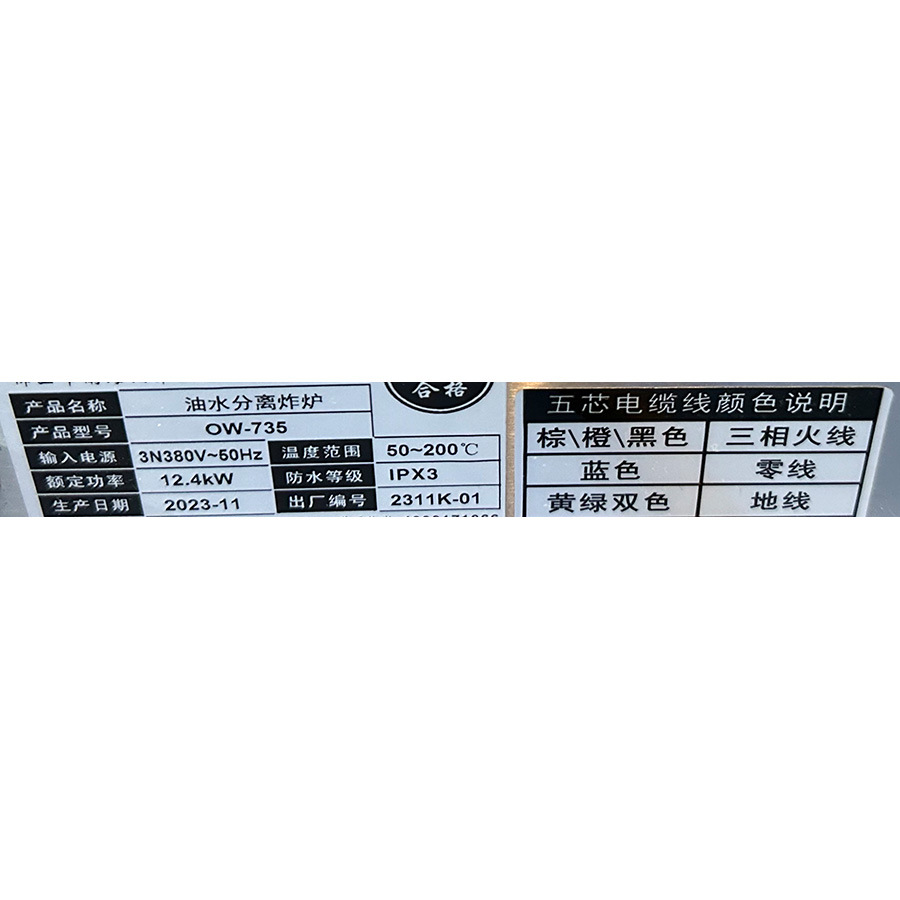 合格
产品名称 油水分离炸炉
产品型号 OW-735
输入电源 3N380V~50Hz 温度范围 50~200℃
额定功率 12.4kW 防水等级 IPX3
生产日期 2023-11 出厂编号 2311K-01
五芯电缆线颜色说明
棕\橙\黑色 三相火线
蓝色 零线
黄绿双色 地线